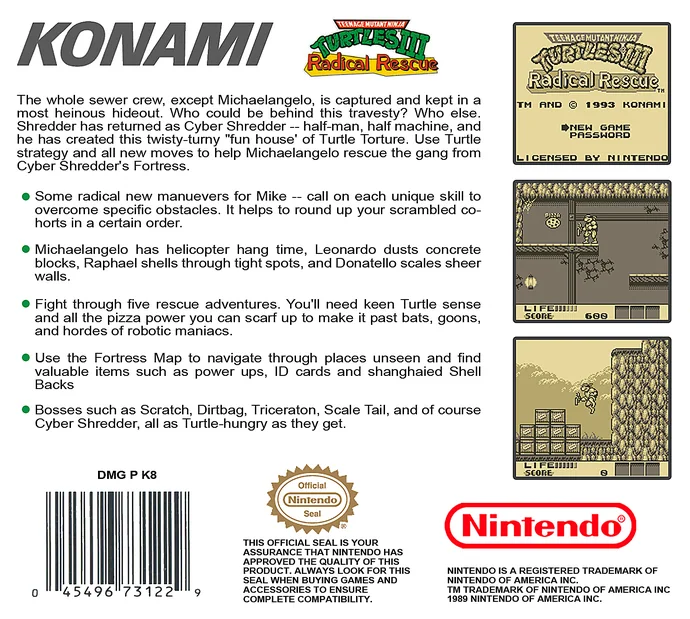 KONAMI
TEENAGE MUTANT NINJA
TURTLES III
Radical Rescue
The whole sewer crew, except Michaelangelo, is captured and kept in a
most heinous hideout. Who could be behind this travesty? Who else.
Shredder has returned as Cyber Shredder -- half-man, half machine, and
he has created this twisty-turny "fun house' of Turtle Torture. Use Turtle
strategy and all new moves to help Michaelangelo rescue the gang from
Cyber Shredder's Fortress.
Some radical new manuevers for Mike -- call on each unique skill to
overcome specific obstacles. It helps to round up your scrambled co-
horts in a certain order.
Michaelangelo has helicopter hang time, Leonardo dusts concrete
blocks, Raphael shells through tight spots, and Donatello scales sheer
walls.
Fight through five rescue adventures. You'll need keen Turtle sense
and all the pizza power you can scarf up to make it past bats, goons,
and hordes of robotic maniacs.
Use the Fortress Map to navigate through places unseen and find
valuable items such as power ups, ID cards and shanghaied Shell
Backs
Bosses such as Scratch, Dirtbag, Triceraton, Scale Tail, and of course
Cyber Shredder, all as Turtle-hungry as they get.
TEENAGE MUTANT NINJA
TURTLES III
Radical Rescue
TM
TM AND © 1993 KONAMI
NEW GAME
PASSWORD
LICENSED BY NINTENDO
PIZZA
LIFE
SCORE 600
LIFE
SCORE 0
DMG P K8
0 45496 73122 9
Official
Nintendo
Seal
®
THIS OFFICIAL SEAL IS YOUR
ASSURANCE THAT NINTENDO HAS
APPROVED THE QUALITY OF THIS
PRODUCT. ALWAYS LOOK FOR THIS
SEAL WHEN BUYING GAMES AND
ACCESSORIES TO ENSURE
COMPLETE COMPATIBILITY.
Nintendo®
NINTENDO IS A REGISTERED TRADEMARK OF
NINTENDO OF AMERICA INC.
TM TRADEMARK OF NINTENDO OF AMERICA INC
1989 NINTENDO OF AMERICA INC.